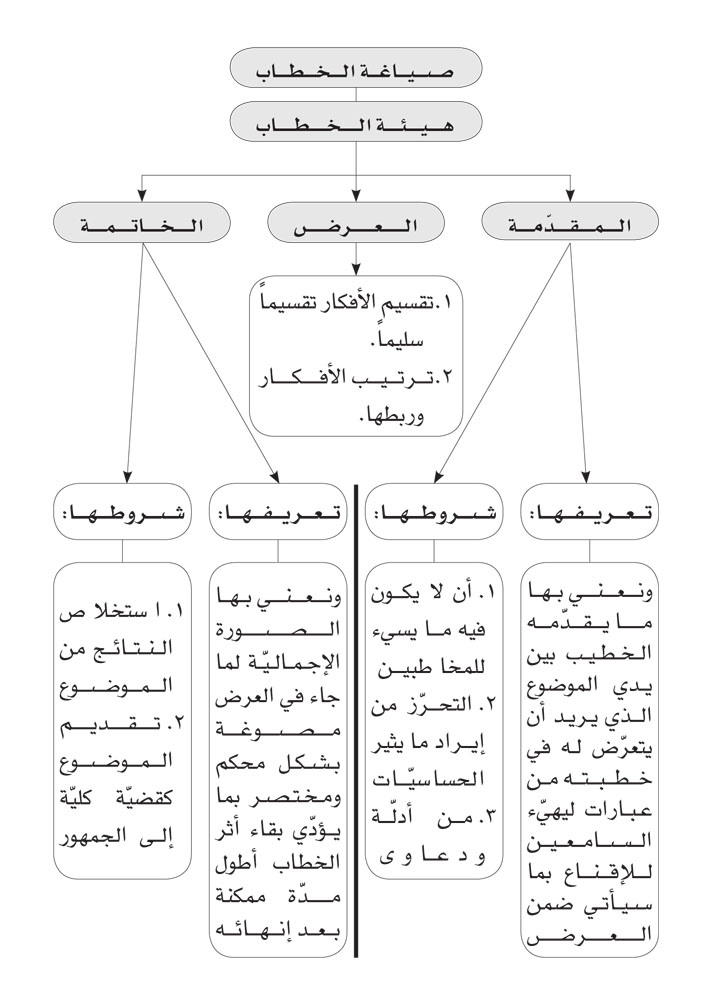 صياغة الخطاب
هيئة الخطاب
المقدّمة
العرض
الخاتمة
١.تقسيم الأفكار تقسيماً
سليماً.
٢.ترتيب الأفكار
وربطها.
تعريفها:
ونعني بها
ما يقدّمه
الخطيب بين
يدي الموضوع
الذي يريد أن
يتعرّض له في
خطبته من
عبارات ليهيّء
السامعين
للإقناع بما
سيأتي ضمن
العرض
شروطها:
١. أن لا يكون
فيه ما يسيء
للمخاطبين
٢. التحرّز من
إيراد ما يثير
الحساسيّات
٣. من أدلّة
ودعاوى
تعريفها:
ونعني بها
الصورة
الإجماليّة لما
جاء في العرض
مصوغة
بشكل محكم
ومختصر بما
يؤدّي بقاء أثر
الخطاب أطول
مدّة ممكنة
بعد إنهائه
شروطها:
١. استخلاص
النتائج من
الموضوع
٢. تقديم
الموضوع
كقضيّة كليّة
إلى الجمهور